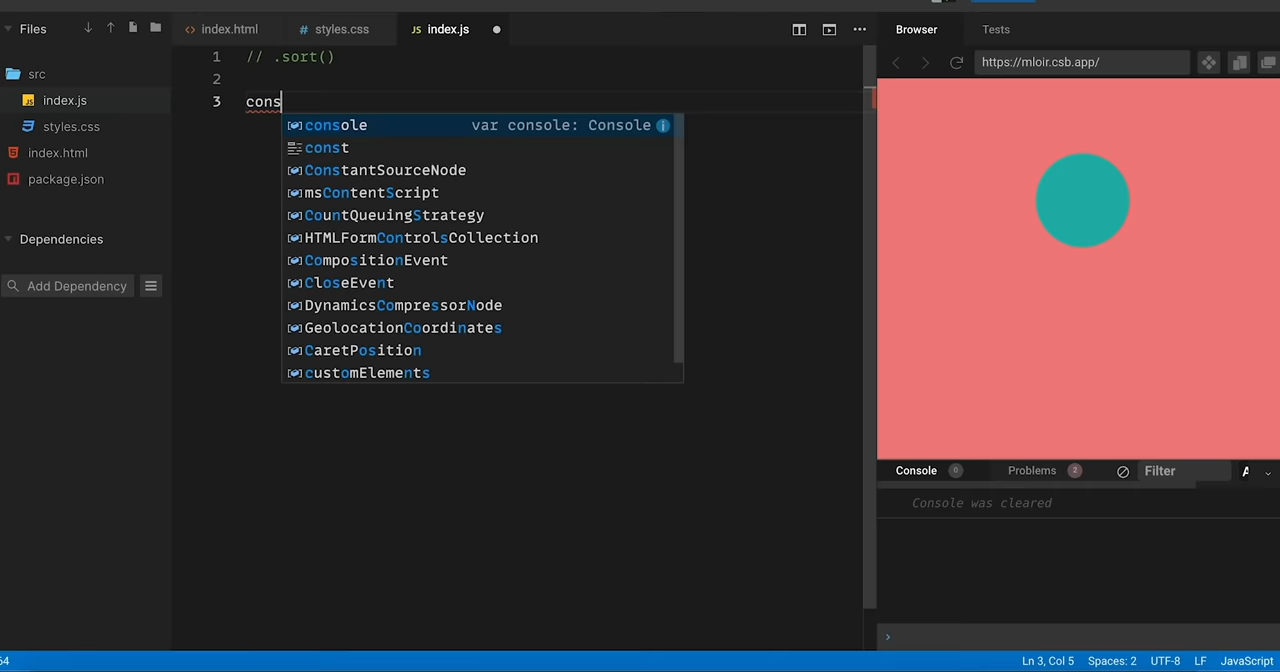 Files
index.html
styles.css
JS index.js
Browser
Tests
https://mloir.csb.app/
src
index.js
styles.css
index.html
package.json
Dependencies
Add Dependency
1 // .sort()
2
3 cons
console var console: Console
const
ConstantSourceNode
msContentScript
CountQueuingStrategy
HTMLFormControlsCollection
CompositionEvent
CloseEvent
DynamicsCompressorNode
GeolocationCoordinates
CaretPosition
customElements
Console 0 Problems 2 Filter A
Console was cleared
64 Ln 3, Col 5 Spaces: 2 UTF-8 LF JavaScript